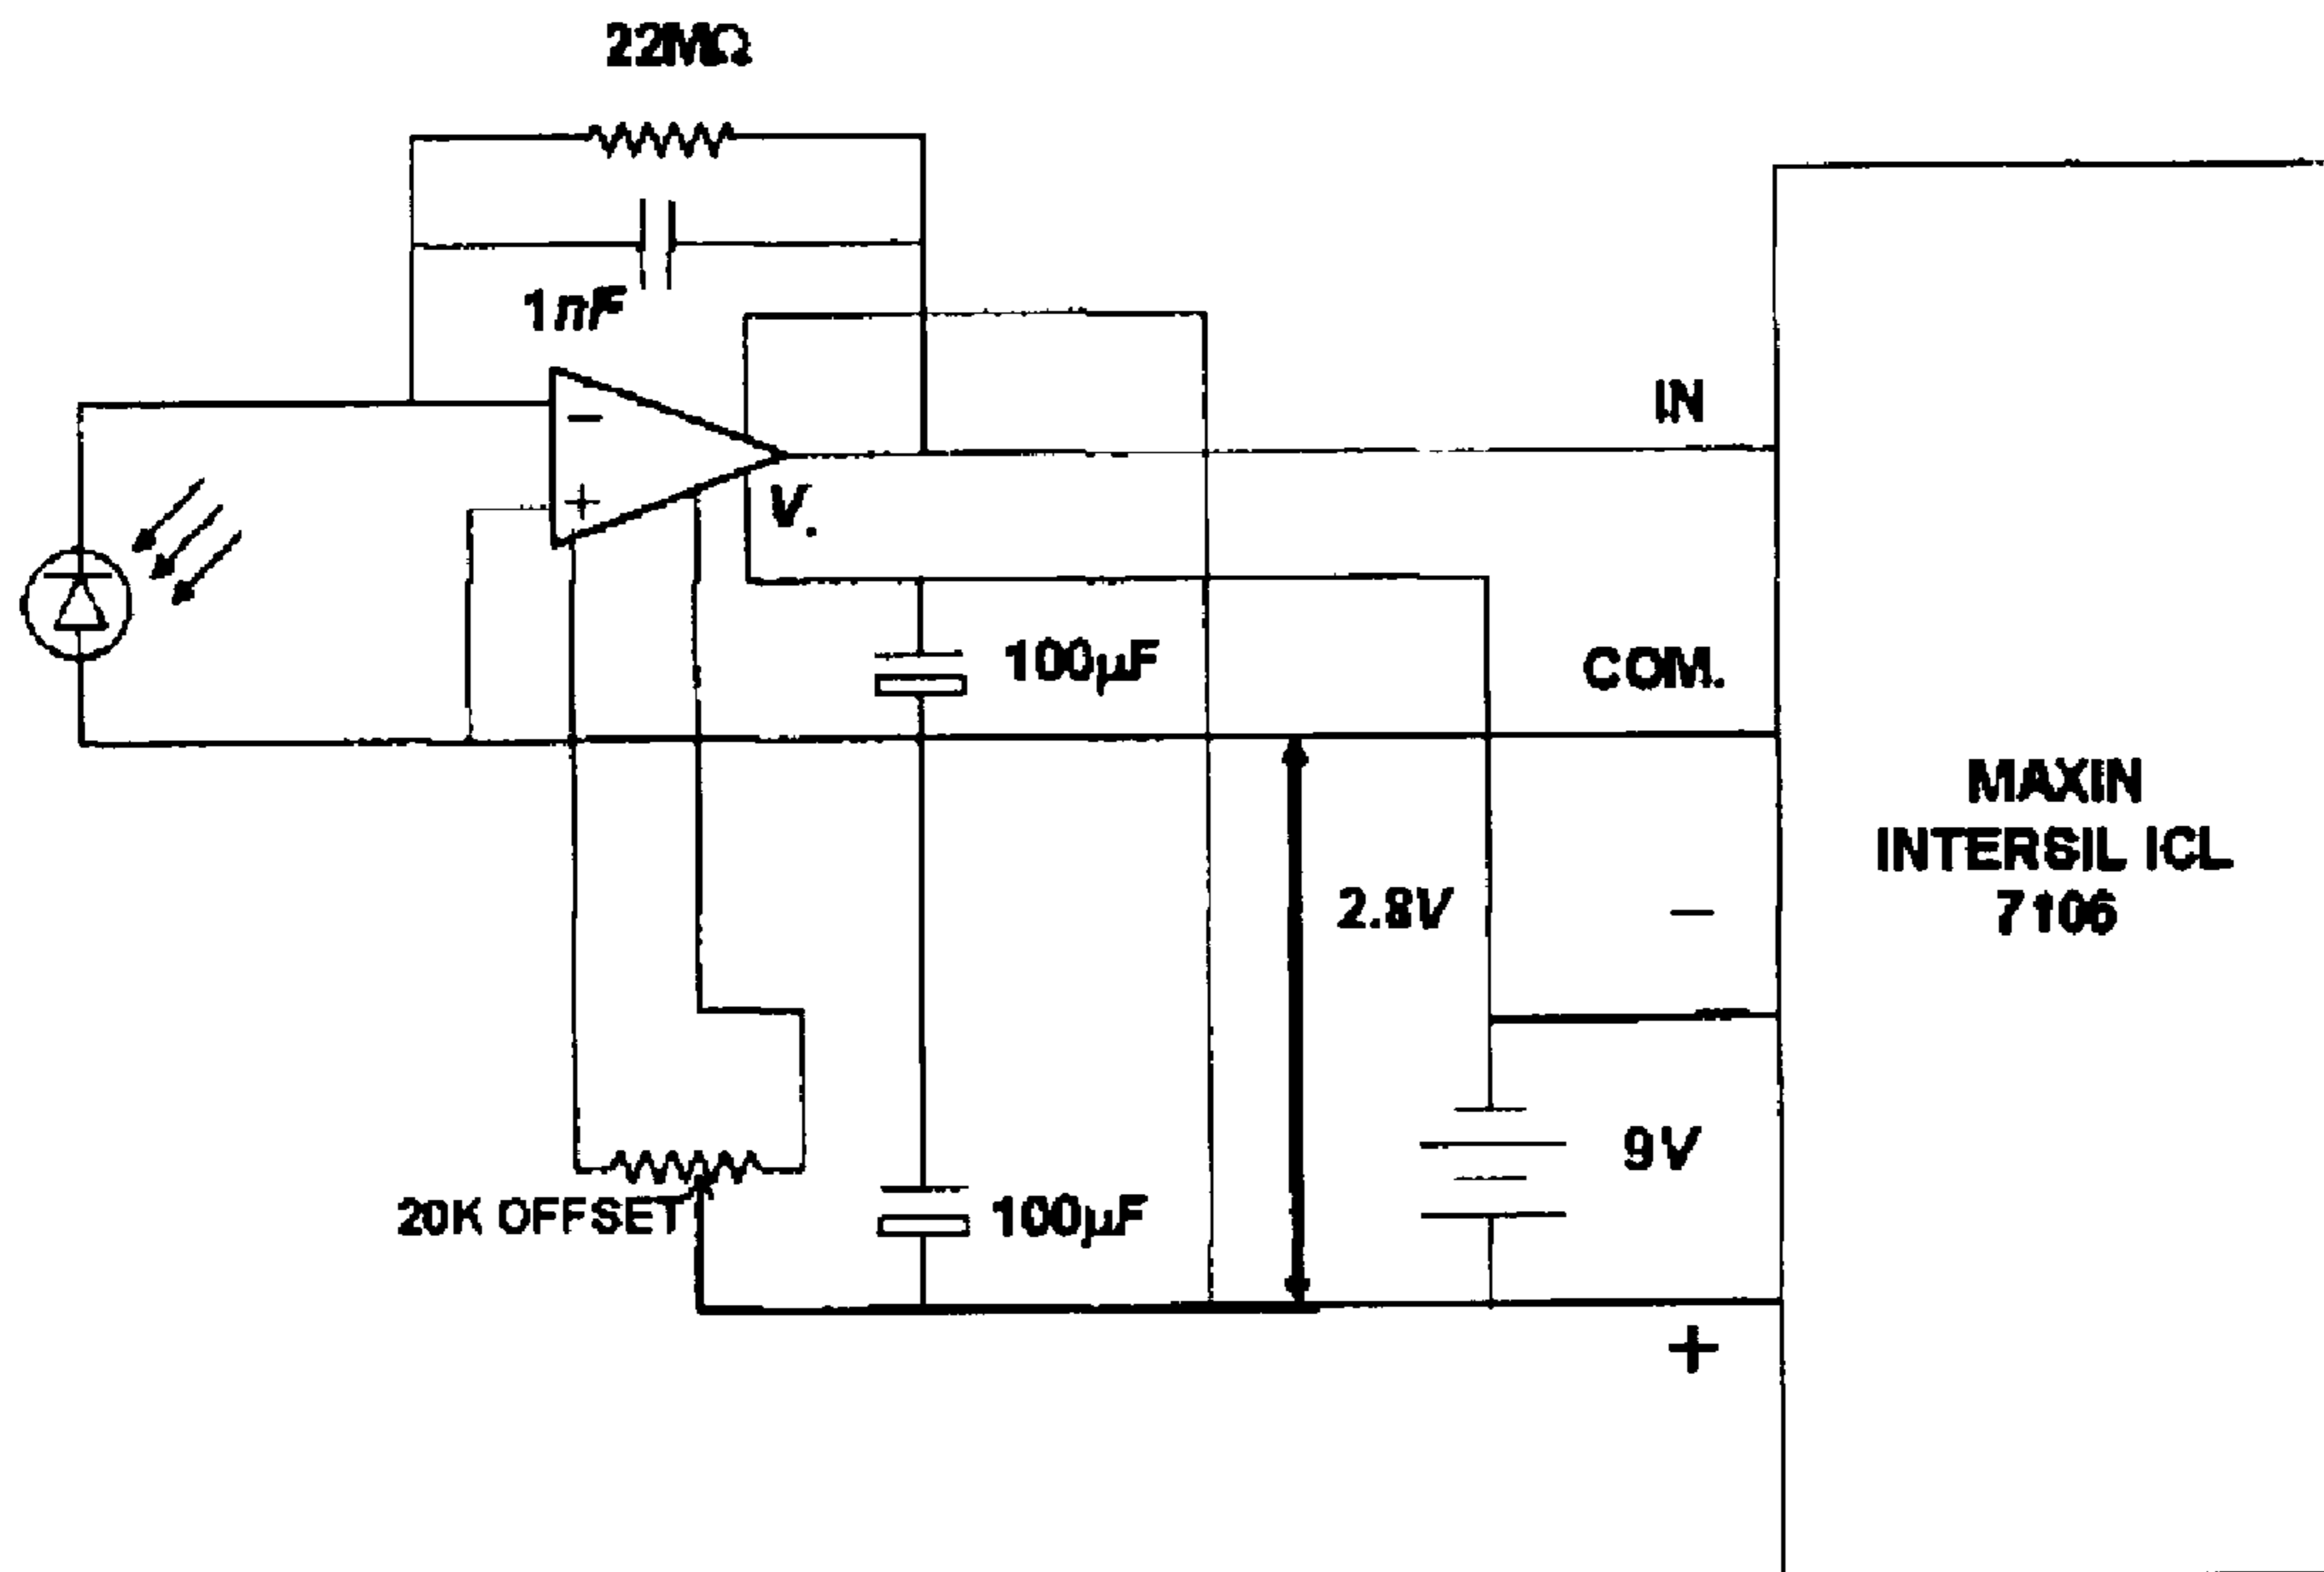 22MΩ
1nF
−
+
V.
IN
100µF
COM.
MAXIN
INTERSIL ICL
7106
2.8V
−
9V
20K OFFSET
100µF
+